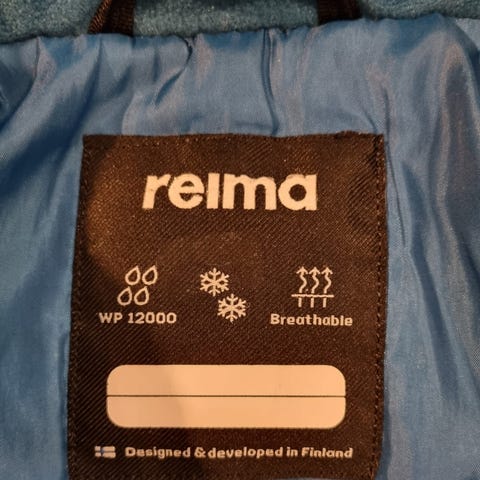 reima
WP 12000
Breathable
Designed & developed in Finland